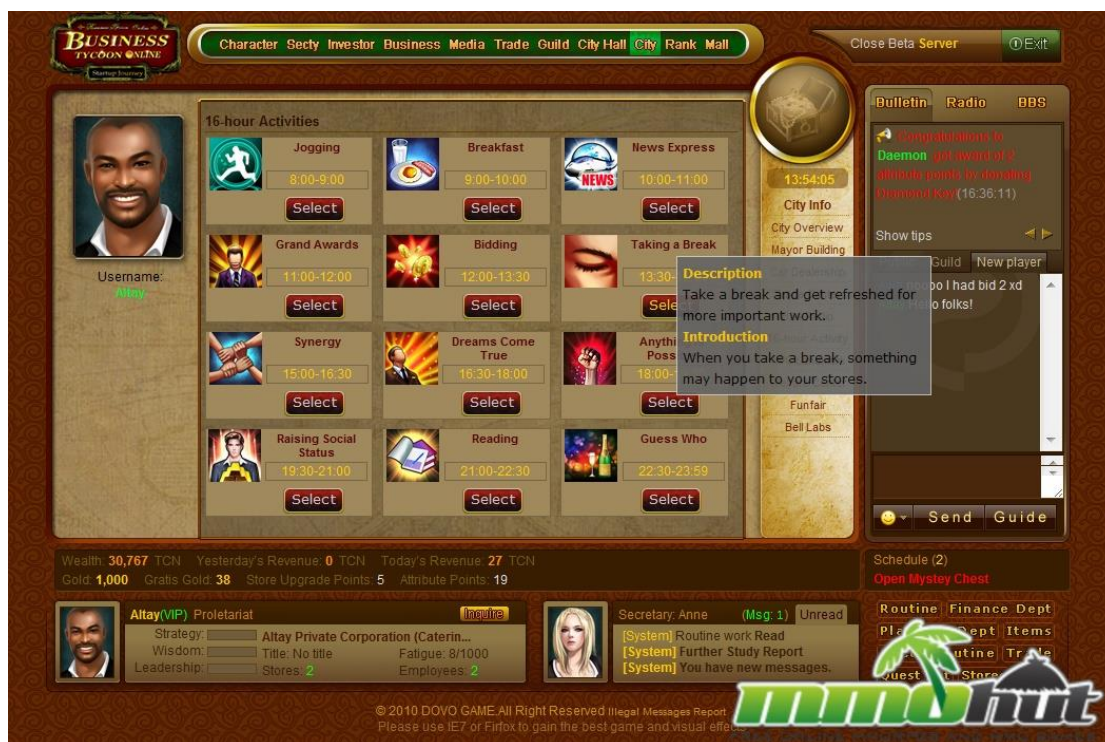 BUSINESS
TYCOON ONLINE
Startup Journey
Character Secty Investor Business Media Trade Guild City Hall City Rank Mall
Close Beta Server
Exit
16-hour Activities
Jogging
8:00-9:00
Select
Breakfast
9:00-10:00
Select
NEWS
News Express
10:00-11:00
Select
Grand Awards
11:00-12:00
Select
Bidding
12:00-13:30
Select
Taking a Break
13:30-
Sele
Synergy
15:00-16:30
Select
Dreams Come
True
16:30-18:00
Select
Anythi
Poss
18:00-
Select
Raising Social
Status
19:30-21:00
Select
Reading
21:00-22:30
Select
Guess Who
22:30-23:59
Select
Username:
Altay
13:54:05
City Info
City Overview
Mayor Building
Funfair
Bell Labs
Description
Take a break and get refreshed for
more important work.
Introduction
When you take a break, something
may happen to your stores.
Bulletin Radio BBS
Congratulations to
Daemon got award of 2
attribute points by donating
Diamond Key(16:36:11)
Show tips
Guild New player
I had bid 2 xd
folks!
Send Guide
Wealth: 30,767 TCN Yesterday's Revenue: 0 TCN Today's Revenue: 27 TCN
Gold: 1,000 Gratis Gold: 38 Store Upgrade Points: 5 Attribute Points: 19
Schedule (2)
Open Mystey Chest
Altay(VIP) Proletariat
Inquire
Strategy:
Altay Private Corporation (Caterin...
Wisdom:
Title: No title
Fatigue: 8/1000
Leadership:
Stores: 2
Employees: 2
Secretary: Anne (Msg: 1) Unread
[System] Routine work Read
[System] Further Study Report
[System] You have new messages.
Routine Finance Dept
Dept Items
Quest
Store
mmohut
© 2010 DOVO GAME.All Right Reserved Illegal Messages Report
Please use IE7 or Firfox to gain the best game and visual effe